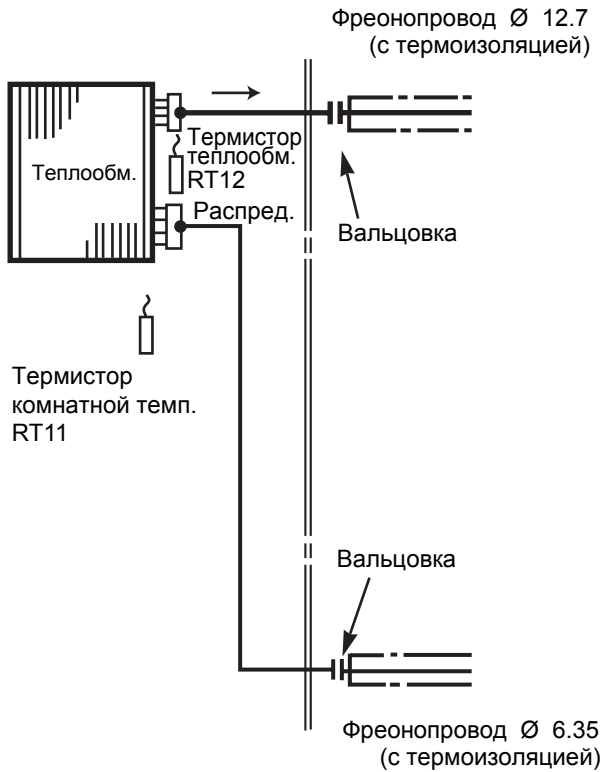 Фреонопровод Ø 12.7
(с термоизоляцией)
Термистор
теплообм.
RT12
Теплообм.
Распред.
Вальцовка
Термистор
комнатной темп.
RT11
Вальцовка
Фреонопровод Ø 6.35
(с термоизоляцией)